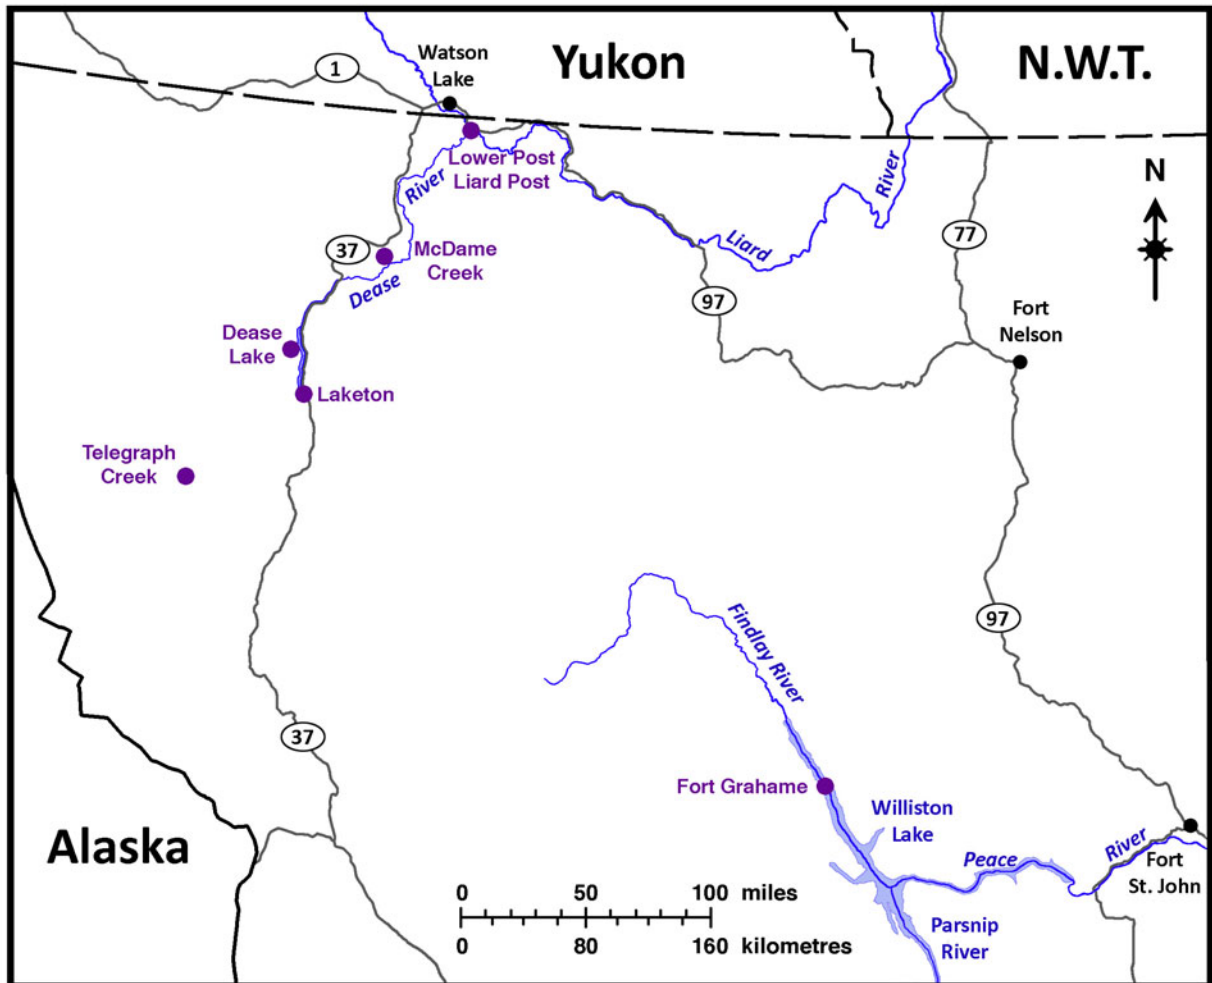 Yukon
N.W.T.
Watson
Lake
1
Lower Post
Liard Post
River
River
N
37
McDame
Creek
Dease
Liard
77
97
Fort
Nelson
Dease
Lake
Laketon
Telegraph
Creek
Findlay River
97
37
Fort Grahame
Williston
Lake
Alaska
Peace
River
Fort
St. John
0 50 100 miles
0 80 160 kilometres
Parsnip
River